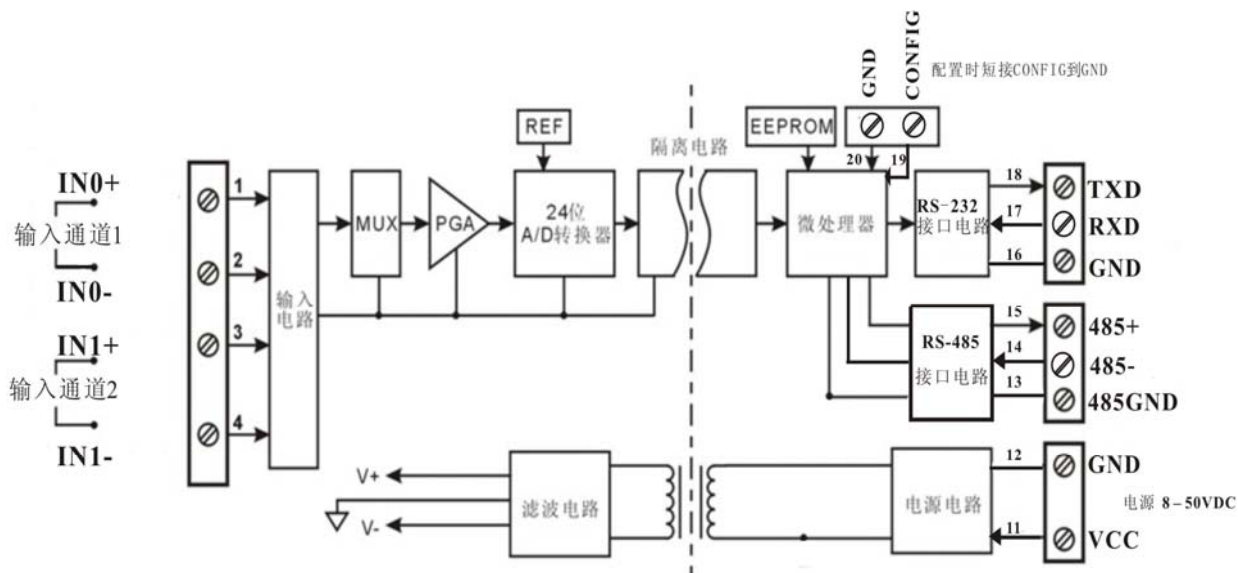 GND
CONFIG
配置时短接CONFIG到GND
REF
隔离电路
EEPROM
20
19
IN0+
输入通道1
IN0-
IN1+
输入通道2
IN1-
1
2
3
4
输入
电路
MUX
PGA
24位
A/D转换器
微处理器
RS-232
接口电路
18
17
16
TXD
RXD
GND
RS-485
接口电路
15
14
13
485+
485-
485GND
V+
V-
滤波电路
电源电路
12
11
GND
电源 8-50VDC
VCC